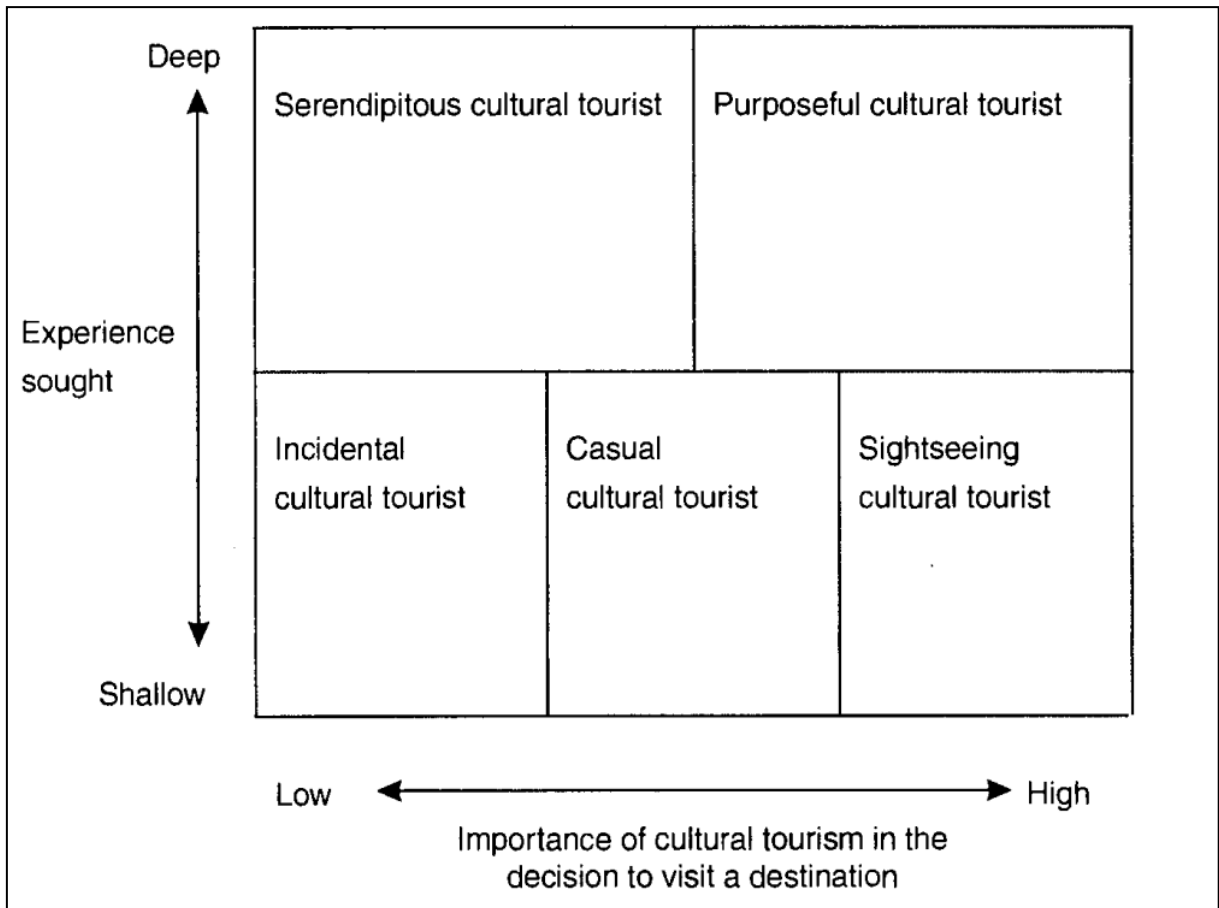 Deep
Serendipitous cultural tourist
Purposeful cultural tourist
Experience
sought
Incidental
cultural tourist
Casual
cultural tourist
Sightseeing
cultural tourist
Shallow
Low
High
Importance of cultural tourism in the
decision to visit a destination